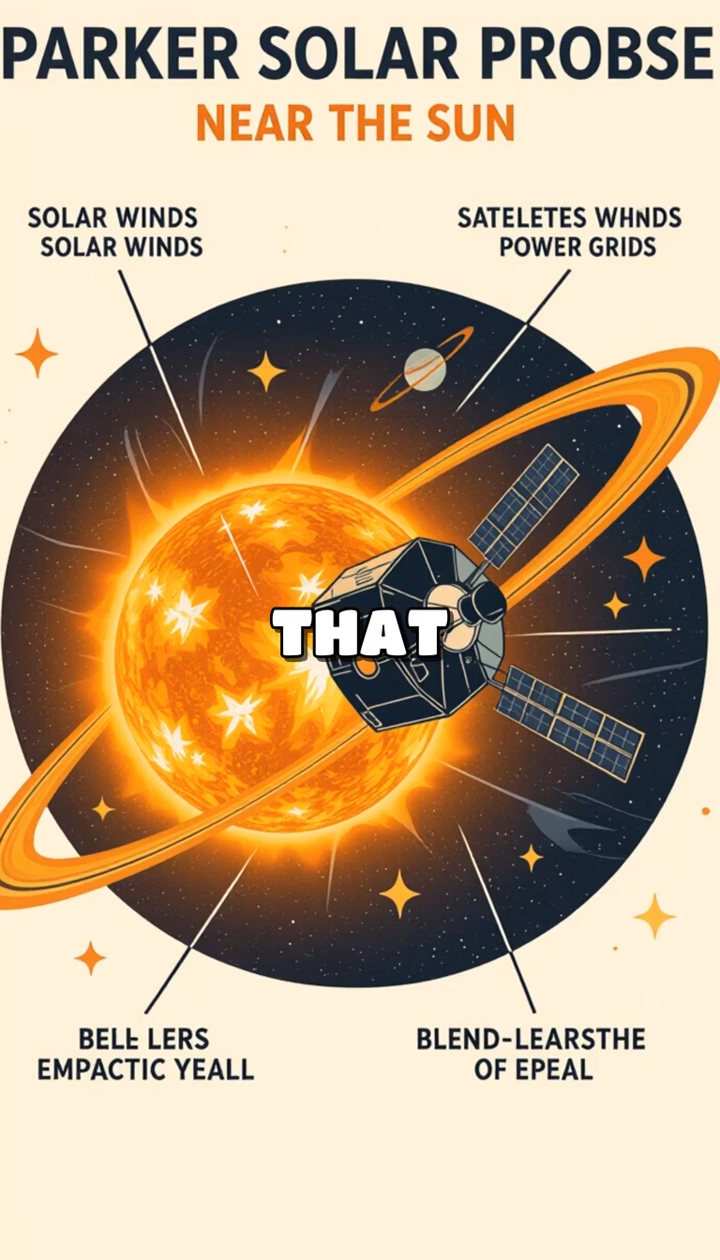 PARKER SOLAR PROBSE
NEAR THE SUN
SOLAR WINDS
SOLAR WINDS
SATELETES WHNDS
POWER GRIDS
THAT
BELE LERS
EMPACTIC YEALL
BLEND-LEARSTHE
OF EPEAL